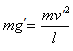 mg′ = mv′²/l